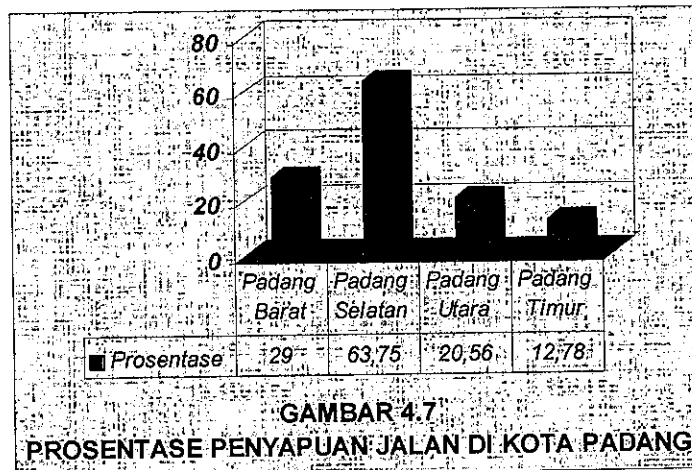 80
60
40
20
0
Padang Padang Padang Padang
Barat Selatan Utara Timur
Prosentase 29 63,75 20,56 12,78
GAMBAR 4.7
PROSENTASE PENYAPUAN JALAN DI KOTA PADANG